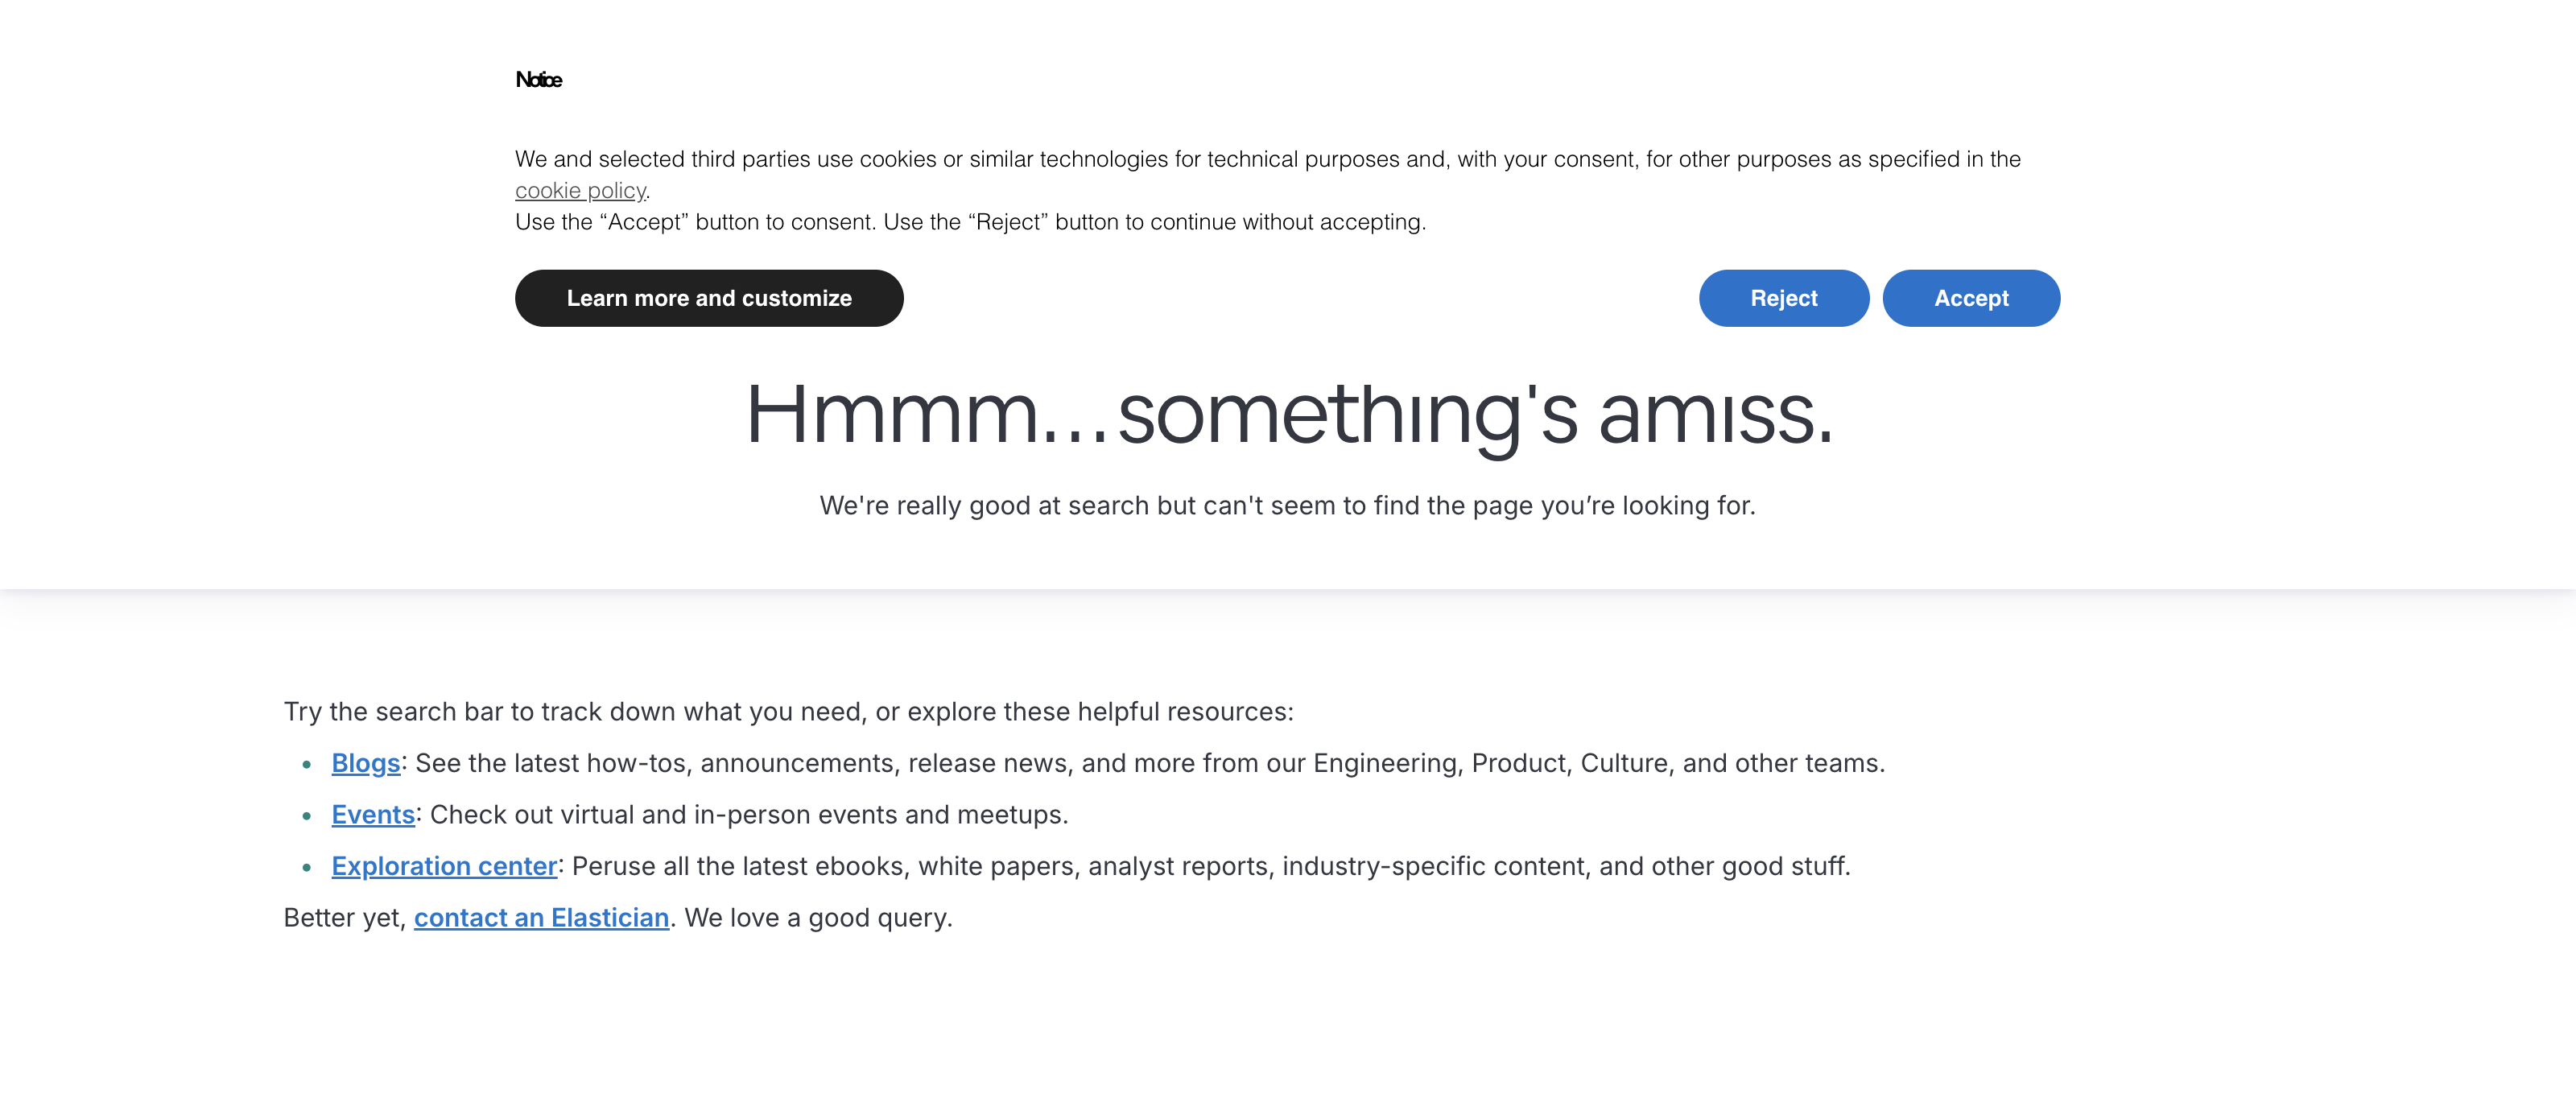 Notice
We and selected third parties use cookies or similar technologies for technical purposes and, with your consent, for other purposes as specified in the
cookie policy.
Use the “Accept” button to consent. Use the “Reject” button to continue without accepting.
Learn more and customize
Reject
Accept
Hmmm...something's amiss.
We're really good at search but can't seem to find the page you’re looking for.
Try the search bar to track down what you need, or explore these helpful resources:
• Blogs: See the latest how-tos, announcements, release news, and more from our Engineering, Product, Culture, and other teams.
• Events: Check out virtual and in-person events and meetups.
• Exploration center: Peruse all the latest ebooks, white papers, analyst reports, industry-specific content, and other good stuff.
Better yet, contact an Elastician. We love a good query.